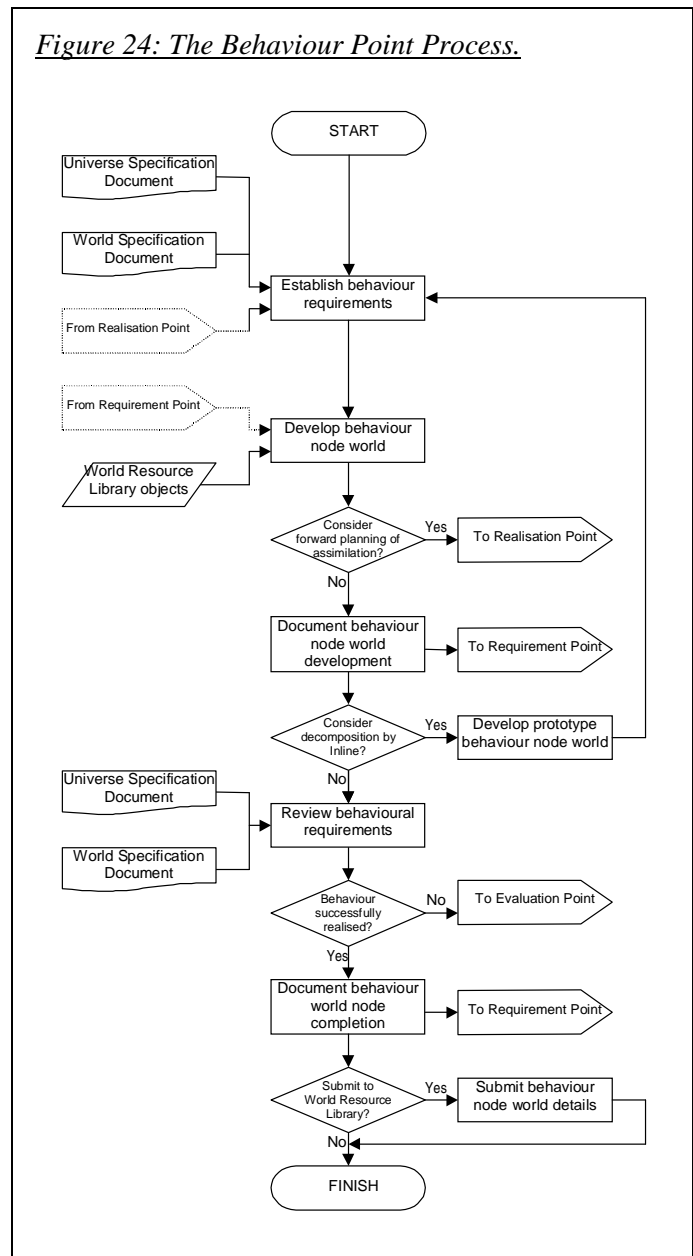 Figure 24: The Behaviour Point Process.
START
Universe Specification
Document
World Specification
Document
Establish behaviour
requirements
From Realisation Point
From Requirement Point
Develop behaviour
node world
World Resource
Library objects
Consider
forward planning of
assimilation?
Yes
To Realisation Point
No
Document behaviour
node world
development
To Requirement Point
Consider
decomposition by
Inline?
Yes
Develop prototype
behaviour node world
No
Universe Specification
Document
Review behavioural
requirements
World Specification
Document
Behaviour
successfully
realised?
No
To Evaluation Point
Yes
Document behaviour
world node
completion
To Requirement Point
Submit to
World Resource
Library?
Yes
Submit behaviour
node world details
No
FINISH